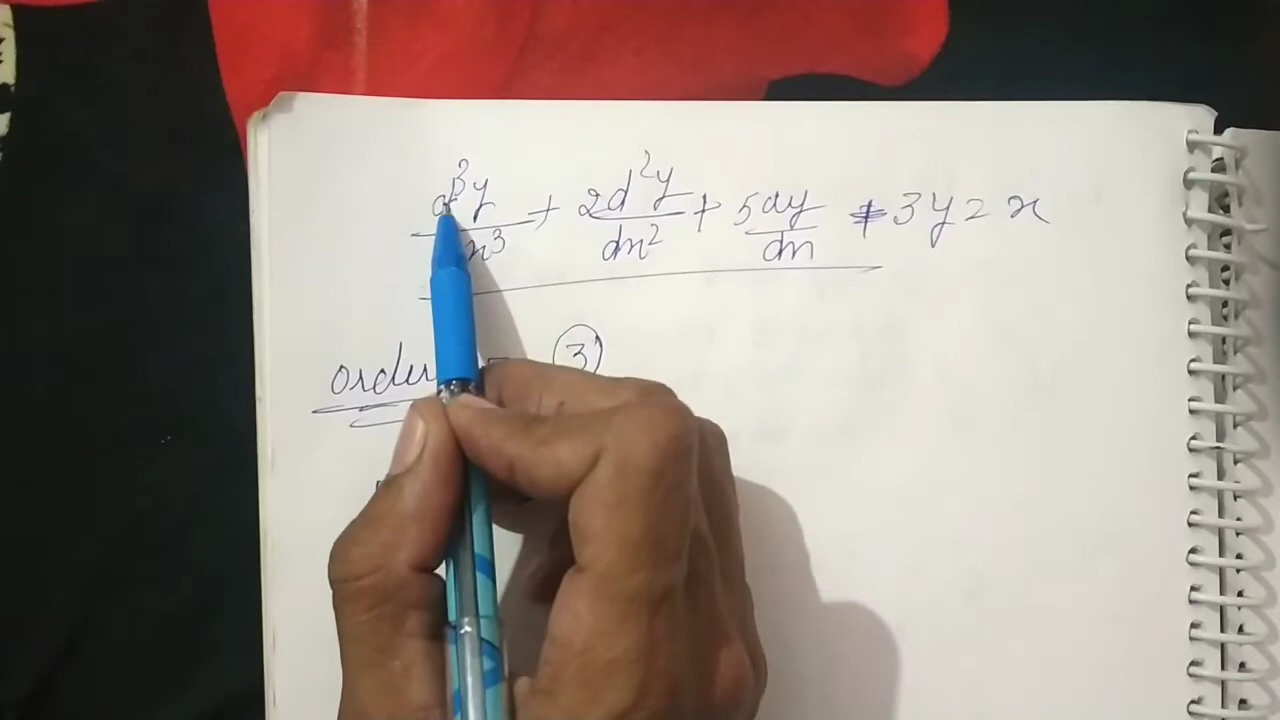 d³y/dx³ + 2d²y/dx² + 5dy/dx + 3y = x
order = 3